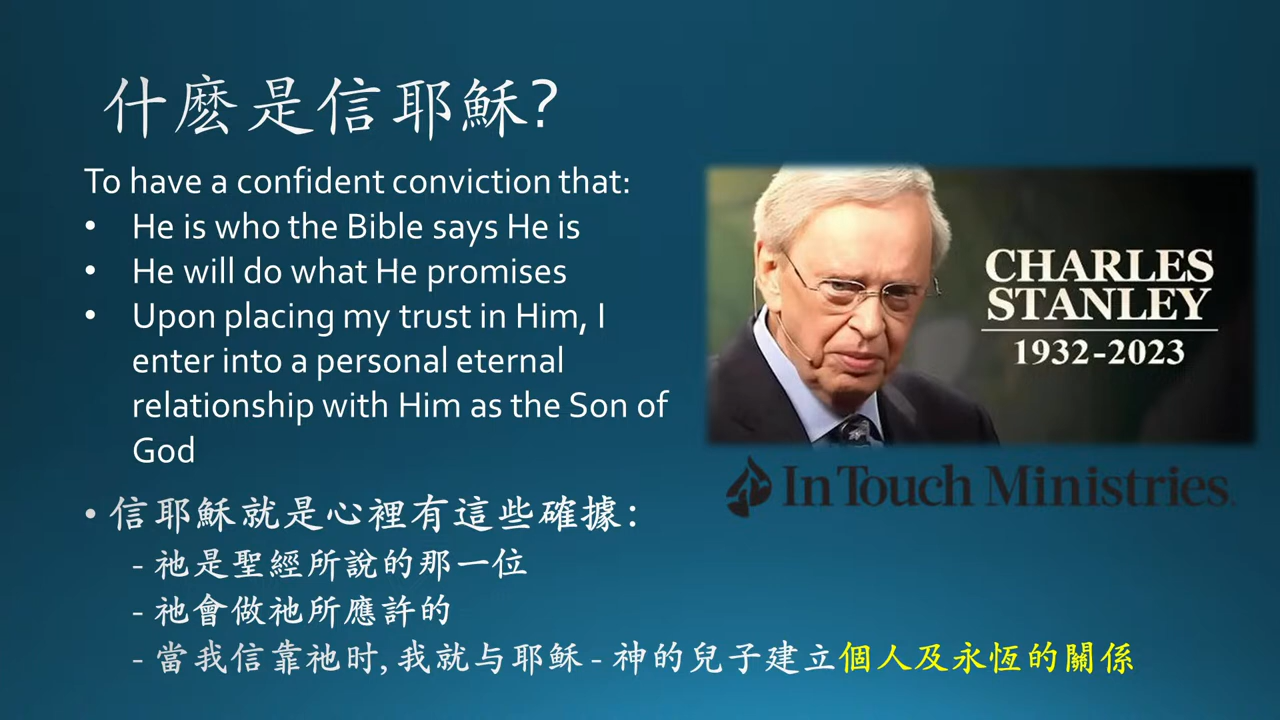 什麼是信耶穌?
To have a confident conviction that:
• He is who the Bible says He is
• He will do what He promises
• Upon placing my trust in Him, I
enter into a personal eternal
relationship with Him as the Son of
God
CHARLES
STANLEY
1932-2023
In Touch Ministries.
• 信耶穌就是心裡有這些確據:
- 祂是聖經所說的那一位
- 祂會做祂所應許的
- 當我信靠祂时, 我就与耶稣 - 神的兒子建立個人及永恆的關係